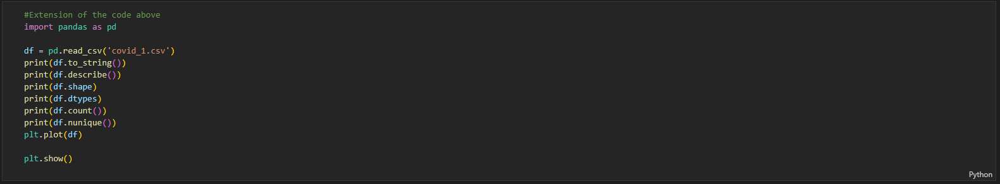 #Extension of the code above
import pandas as pd
df = pd.read_csv('covid_1.csv')
print(df.to_string())
print(df.describe())
print(df.shape)
print(df.dtypes)
print(df.count())
print(df.nunique())
plt.plot(df)
plt.show()
Python